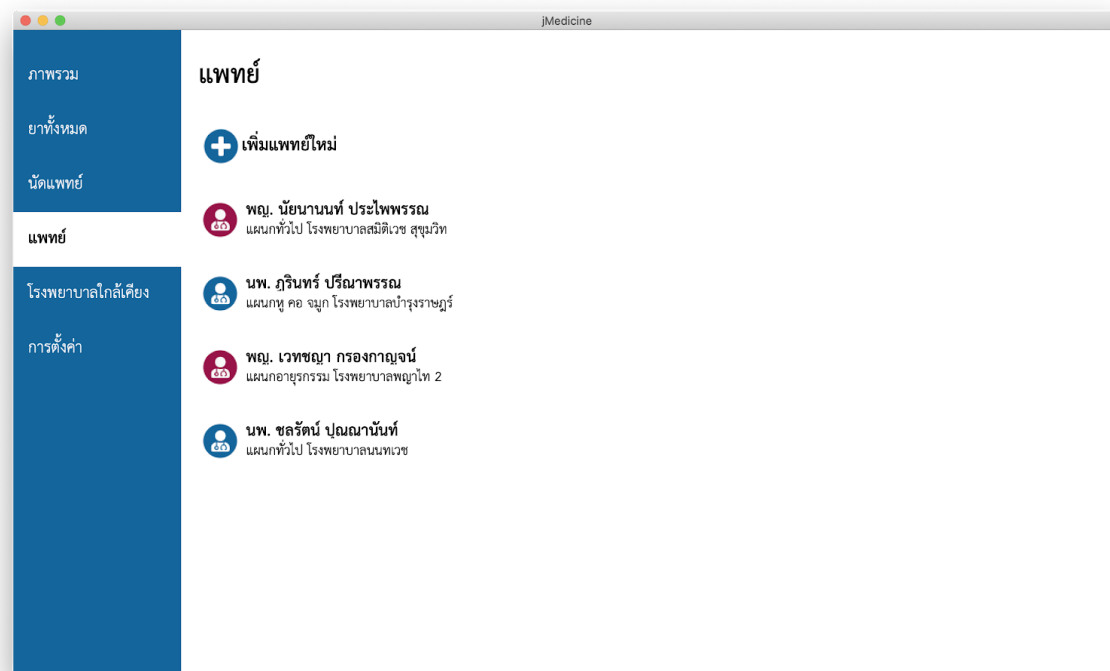 jMedicine
ภาพรวม
ยาทั้งหมด
นัดแพทย์
แพทย์
โรงพยาบาลใกล้เคียง
การตั้งค่า
แพทย์
เพิ่มแพทย์ใหม่
พญ. นัยนานนท์ ประไพพรรณ
แผนกทั่วไป โรงพยาบาลสมิติเวช สุขุมวิท
นพ. ภูรินทร์ ปรีณาพรรณ
แผนกหู คอ จมูก โรงพยาบาลบำรุงราษฎร์
พญ. เวทชญา กรองกาญจน์
แผนกอายุรกรรม โรงพยาบาลพญาไท 2
นพ. ชลรัตน์ ปุณณานันท์
แผนกทั่วไป โรงพยาบาลนนทเวช